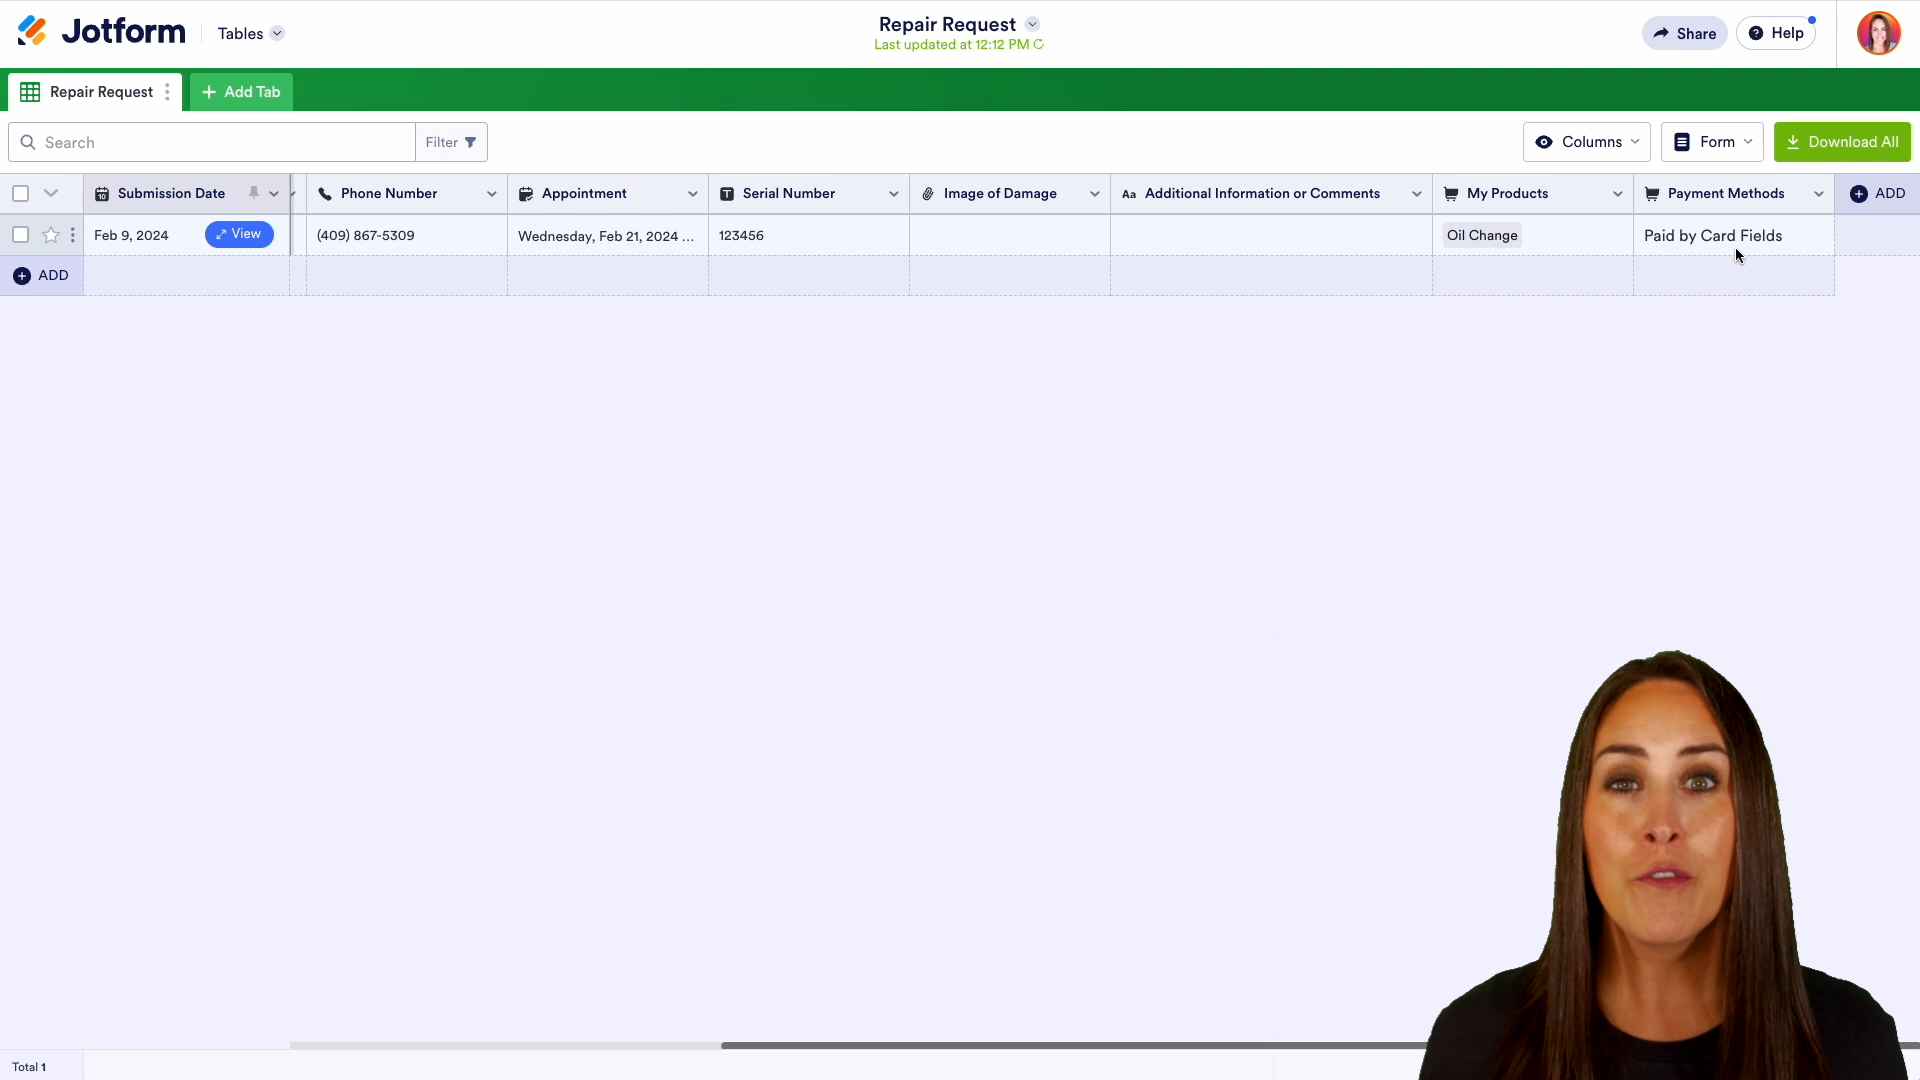 Jotform
Tables
Repair Request
Last updated at 12:12 PM
Share
Help
Repair Request
+ Add Tab
Search
Filter
Columns
Form
Download All
Submission Date
Phone Number
Appointment
Serial Number
Image of Damage
Aa Additional Information or Comments
My Products
Payment Methods
ADD
Feb 9, 2024
View
(409) 867-5309
Wednesday, Feb 21, 2024 ...
123456
Oil Change
Paid by Card Fields
ADD
Total 1